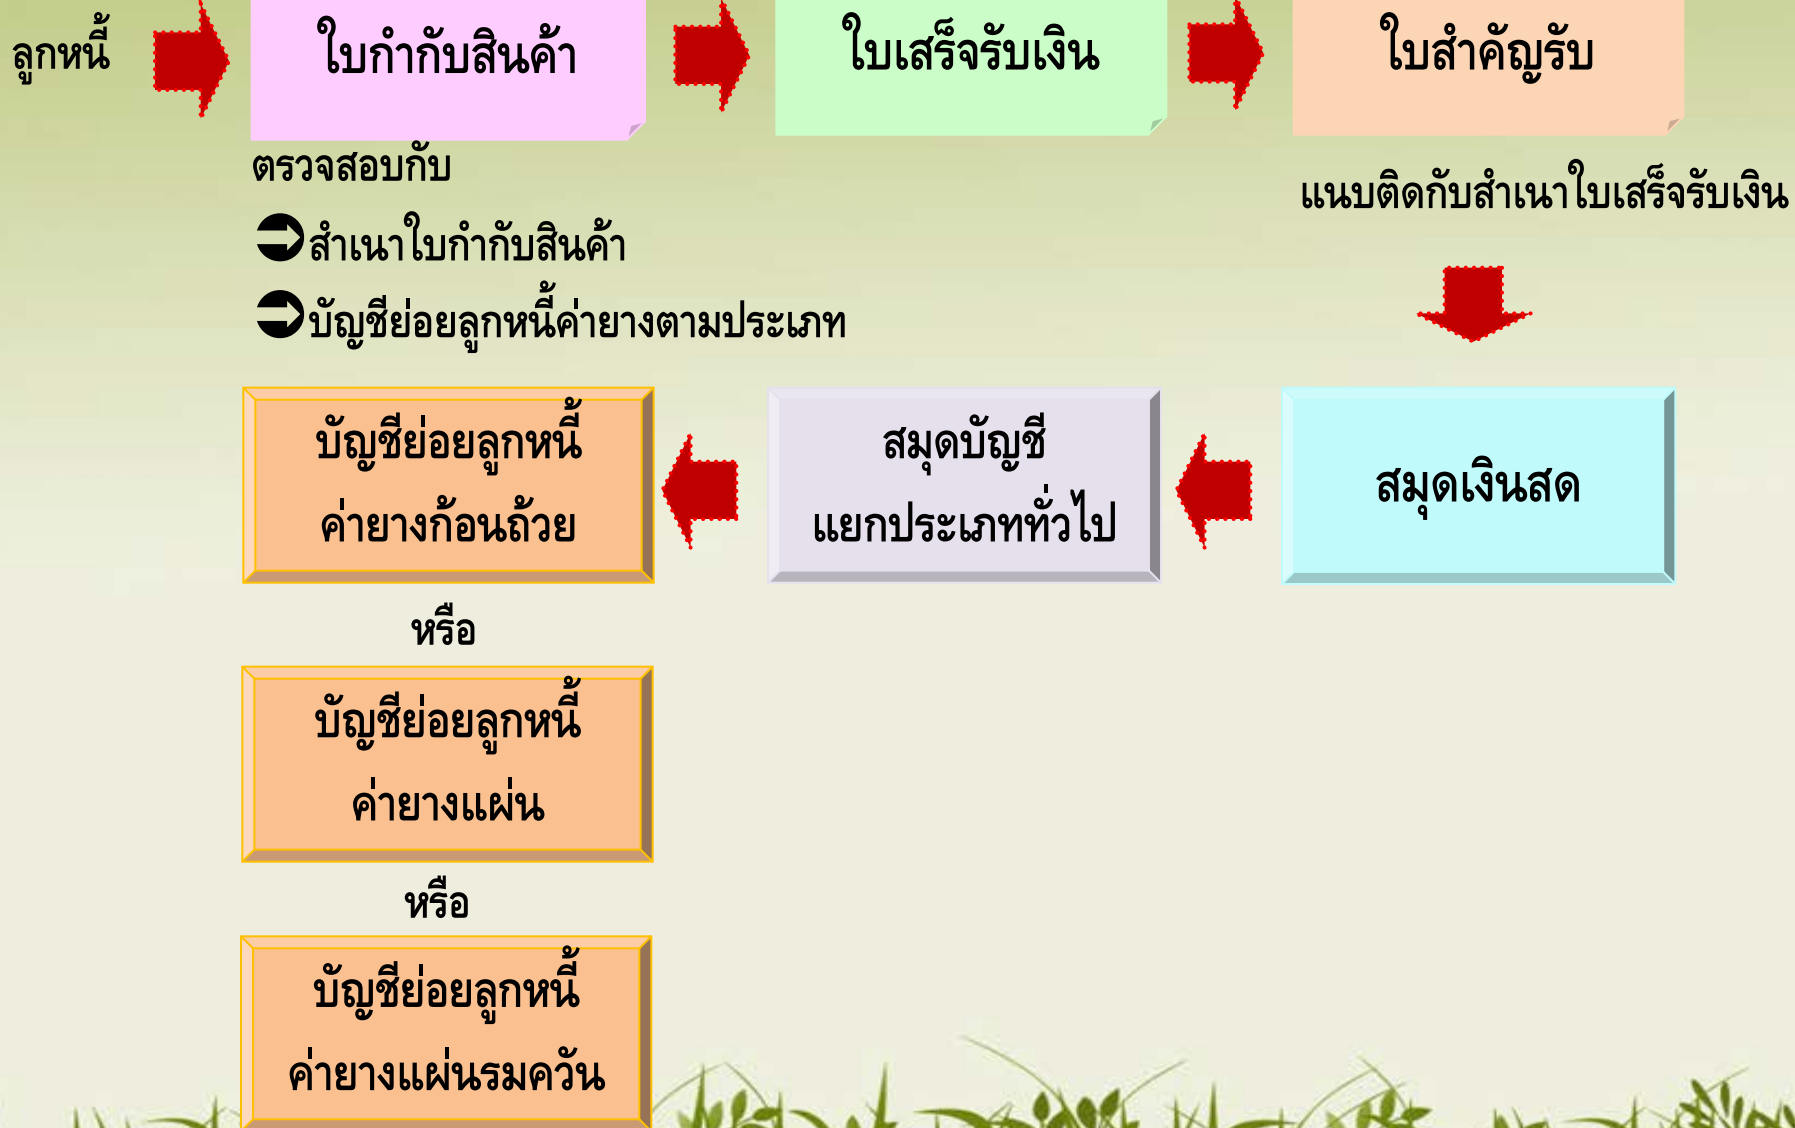 ลูกหนี้
ใบกำกับสินค้า
ใบเสร็จรับเงิน
ใบสำคัญรับ
ตรวจสอบกับ
สำเนาใบกำกับสินค้า
บัญชีย่อยลูกหนี้ค่ายางตามประเภท
แนบติดกับสำเนาใบเสร็จรับเงิน
สมุดเงินสด
สมุดบัญชี
แยกประเภททั่วไป
บัญชีย่อยลูกหนี้
ค่ายางก้อนถ้วย
หรือ
บัญชีย่อยลูกหนี้
ค่ายางแผ่น
หรือ
บัญชีย่อยลูกหนี้
ค่ายางแผ่นรมควัน